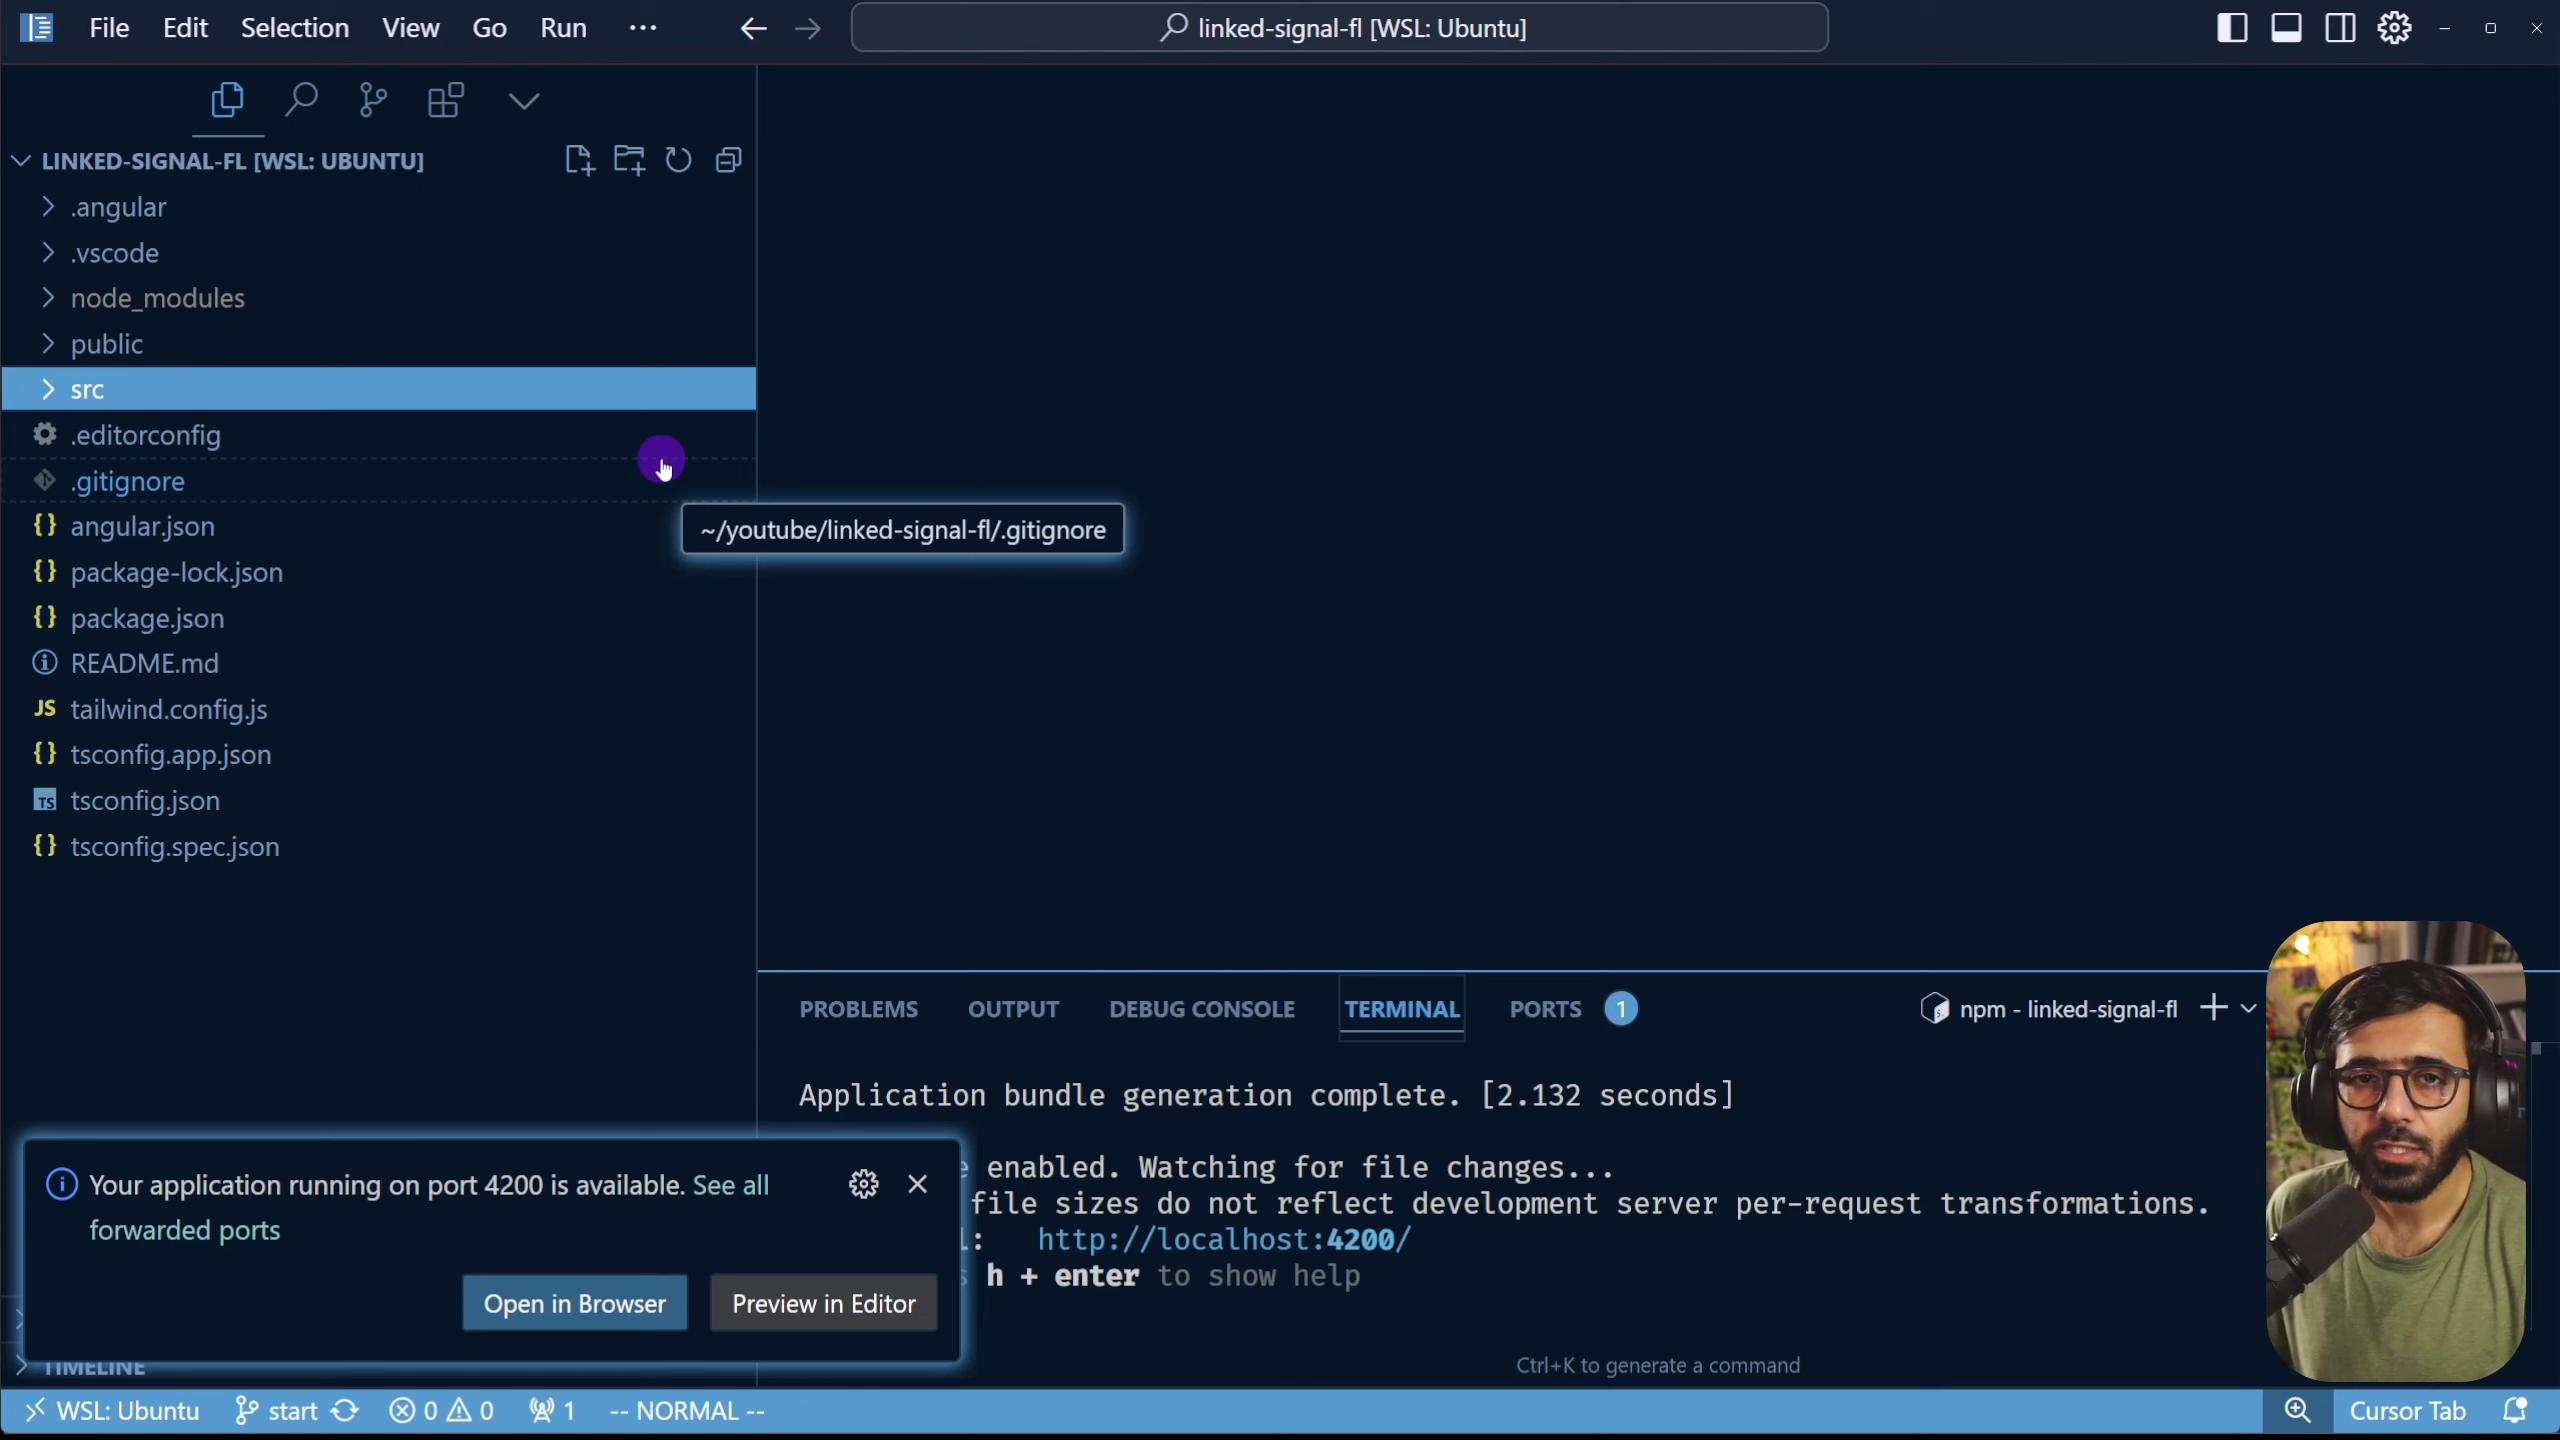 File Edit Selection View Go Run ···
linked-signal-fl [WSL: Ubuntu]
LINKED-SIGNAL-FL [WSL: UBUNTU]
.angular
.vscode
node_modules
public
src
.editorconfig
.gitignore
~/youtube/linked-signal-fl/.gitignore
{} angular.json
{} package-lock.json
{} package.json
README.md
JS tailwind.config.js
{} tsconfig.app.json
TS tsconfig.json
{} tsconfig.spec.json
PROBLEMS OUTPUT DEBUG CONSOLE TERMINAL PORTS 1
npm - linked-signal-fl
Application bundle generation complete. [2.132 seconds]
enabled. Watching for file changes...
file sizes do not reflect development server per-request transformations.
: http://localhost:4200/
h + enter to show help
Ctrl+K to generate a command
Your application running on port 4200 is available. See all
forwarded ports
Open in Browser Preview in Editor
TIMELINE
WSL: Ubuntu start 0 0 1 -- NORMAL -- Cursor Tab